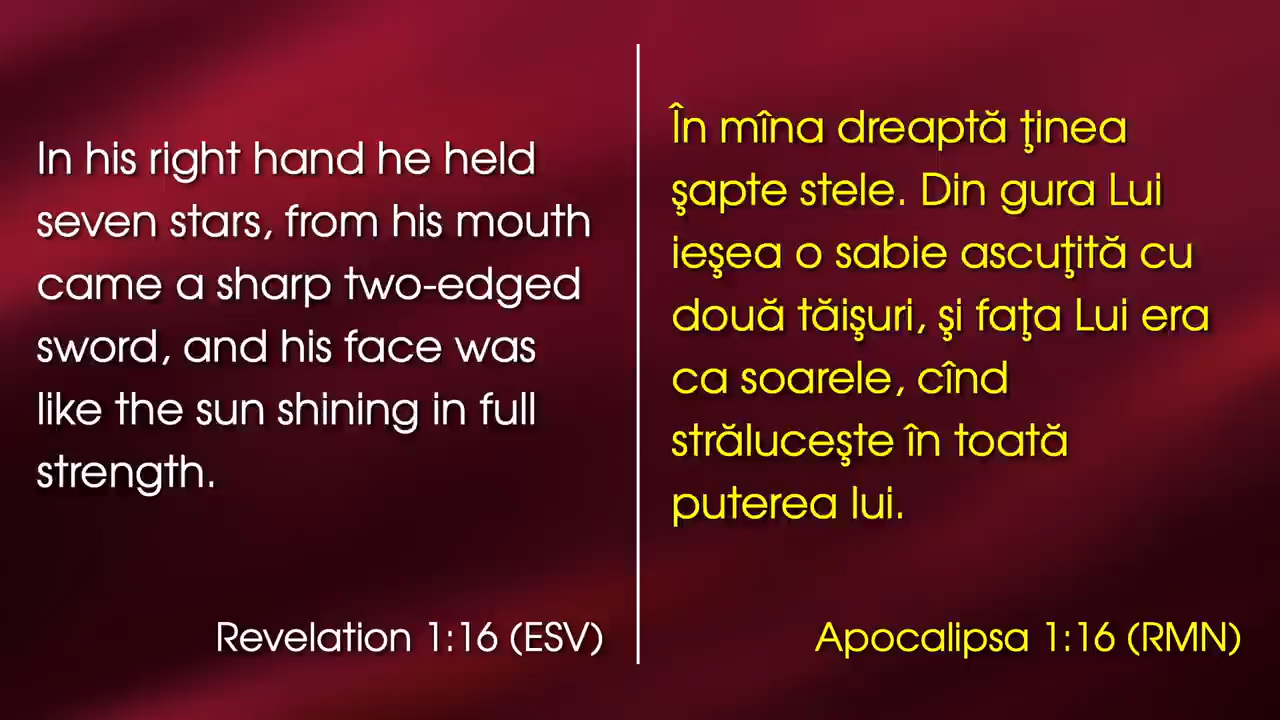 In his right hand he held
seven stars, from his mouth
came a sharp two-edged
sword, and his face was
like the sun shining in full
strength.
Revelation 1:16 (ESV)
În mîna dreaptă ţinea
şapte stele. Din gura Lui
ieşea o sabie ascuţită cu
două tăişuri, şi faţa Lui era
ca soarele, cînd
străluceşte în toată
puterea lui.
Apocalipsa 1:16 (RMN)